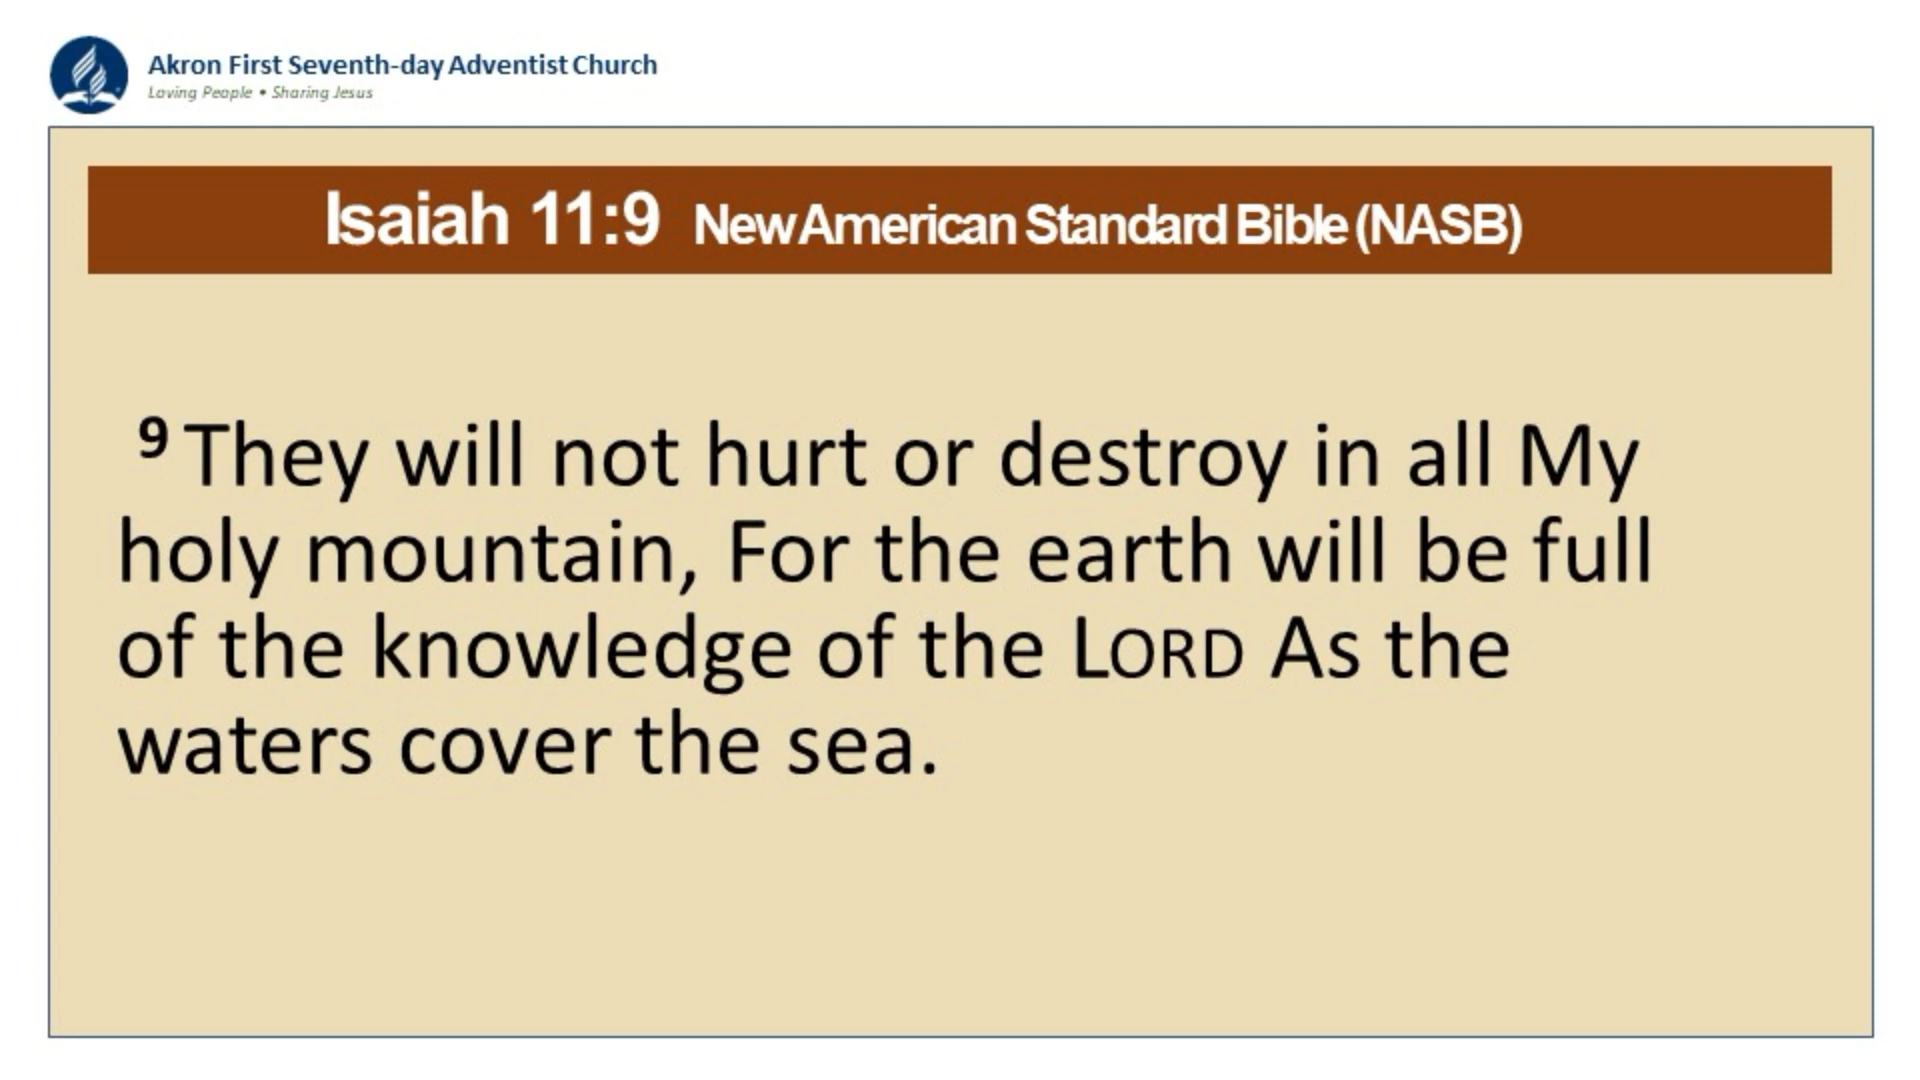 Akron First Seventh-day Adventist Church
Loving People • Sharing Jesus
Isaiah 11:9 New American Standard Bible (NASB)
9 They will not hurt or destroy in all My
holy mountain, For the earth will be full
of the knowledge of the LORD As the
waters cover the sea.